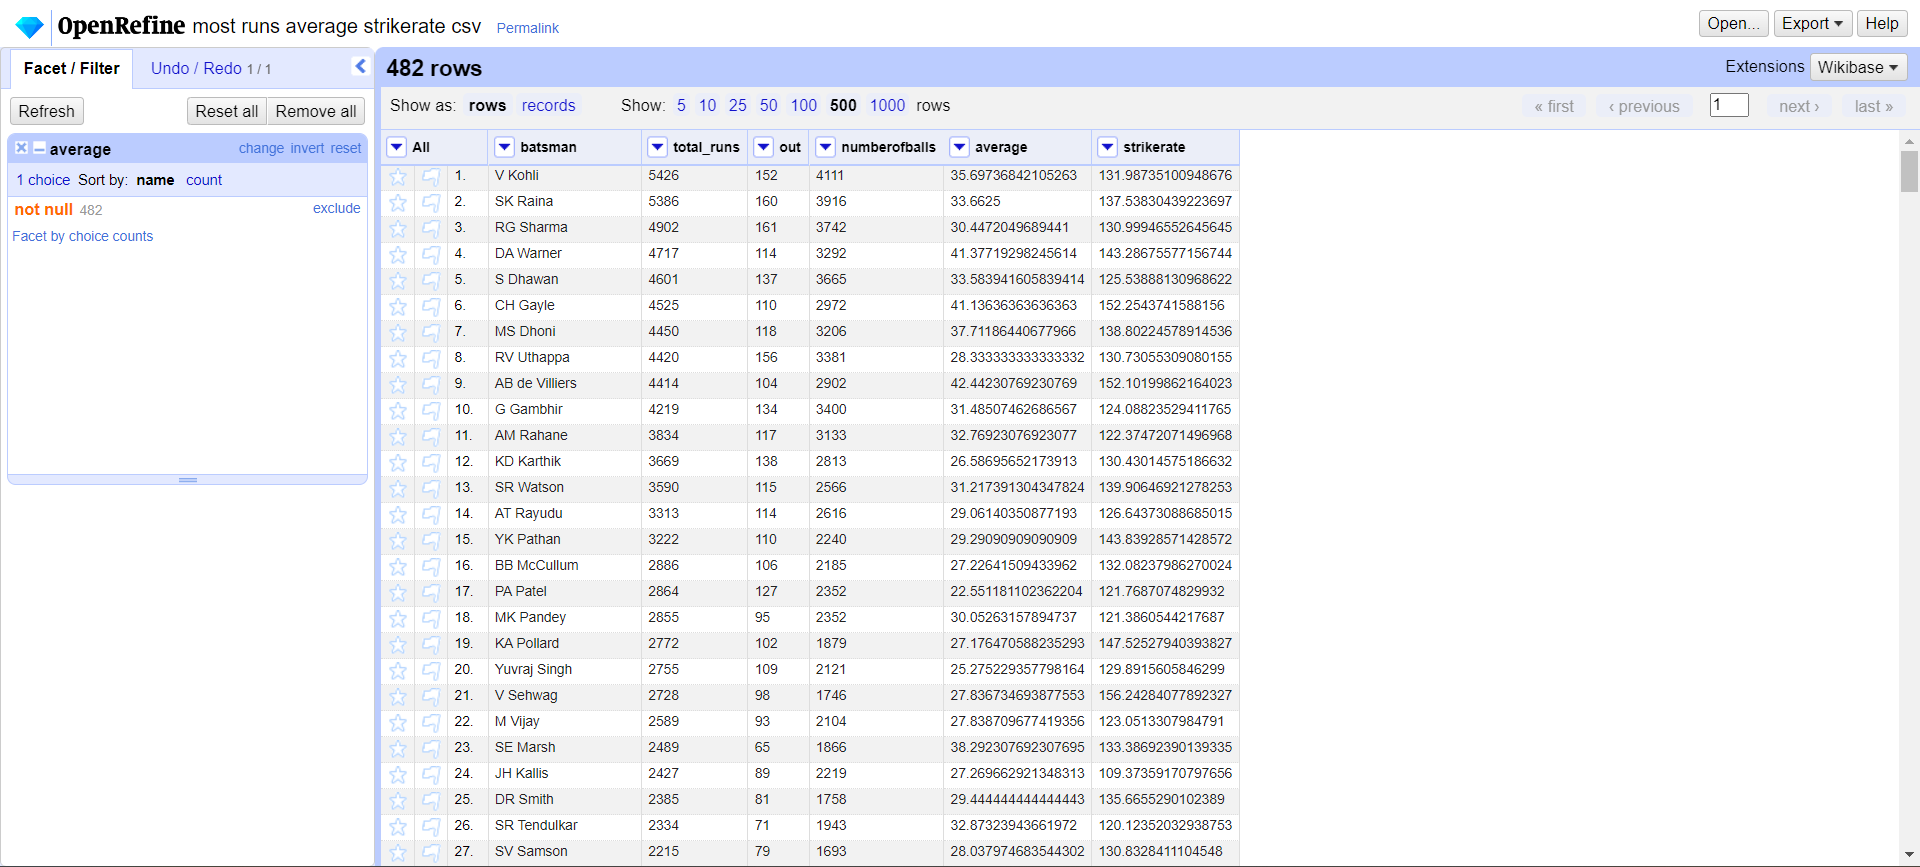 OpenRefine most runs average strikerate csv Permalink Open... Export Help
Facet / Filter Undo / Redo 1 / 1 482 rows Extensions Wikibase
Refresh Reset all Remove all Show as: rows records Show: 5 10 25 50 100 500 1000 rows « first ‹ previous 1 next › last »
average change invert reset
1 choice Sort by: name count
not null 482 exclude
Facet by choice counts
All batsman total_runs out numberofballs average strikerate
1. V Kohli 5426 152 4111 35.69736842105263 131.98735100948676
2. SK Raina 5386 160 3916 33.6625 137.53830439223697
3. RG Sharma 4902 161 3742 30.4472049689441 130.99946552645645
4. DA Warner 4717 114 3292 41.37719298245614 143.28675577156744
5. S Dhawan 4601 137 3665 33.583941605839414 125.53888130968622
6. CH Gayle 4525 110 2972 41.13636363636363 152.2543741588156
7. MS Dhoni 4450 118 3206 37.71186440677966 138.80224578914536
8. RV Uthappa 4420 156 3381 28.333333333333332 130.73055309080155
9. AB de Villiers 4414 104 2902 42.44230769230769 152.10199862164023
10. G Gambhir 4219 134 3400 31.48507462686567 124.08823529411765
11. AM Rahane 3834 117 3133 32.76923076923077 122.37472071496968
12. KD Karthik 3669 138 2813 26.58695652173913 130.43014575186632
13. SR Watson 3590 115 2566 31.217391304347824 139.90646921278253
14. AT Rayudu 3313 114 2616 29.06140350877193 126.64373088685015
15. YK Pathan 3222 110 2240 29.29090909090909 143.83928571428572
16. BB McCullum 2886 106 2185 27.22641509433962 132.08237986270024
17. PA Patel 2864 127 2352 22.551181102362204 121.7687074829932
18. MK Pandey 2855 95 2352 30.05263157894737 121.3860544217687
19. KA Pollard 2772 102 1879 27.176470588235293 147.52527940393827
20. Yuvraj Singh 2755 109 2121 25.275229357798164 129.8915605846299
21. V Sehwag 2728 98 1746 27.836734693877553 156.24284077892327
22. M Vijay 2589 93 2104 27.838709677419356 123.0513307984791
23. SE Marsh 2489 65 1866 38.292307692307695 133.38692390139335
24. JH Kallis 2427 89 2219 27.269662921348313 109.37359170797656
25. DR Smith 2385 81 1758 29.444444444444443 135.6655290102389
26. SR Tendulkar 2334 71 1943 32.87323943661972 120.12352032938753
27. SV Samson 2215 79 1693 28.037974683544302 130.8328411104548